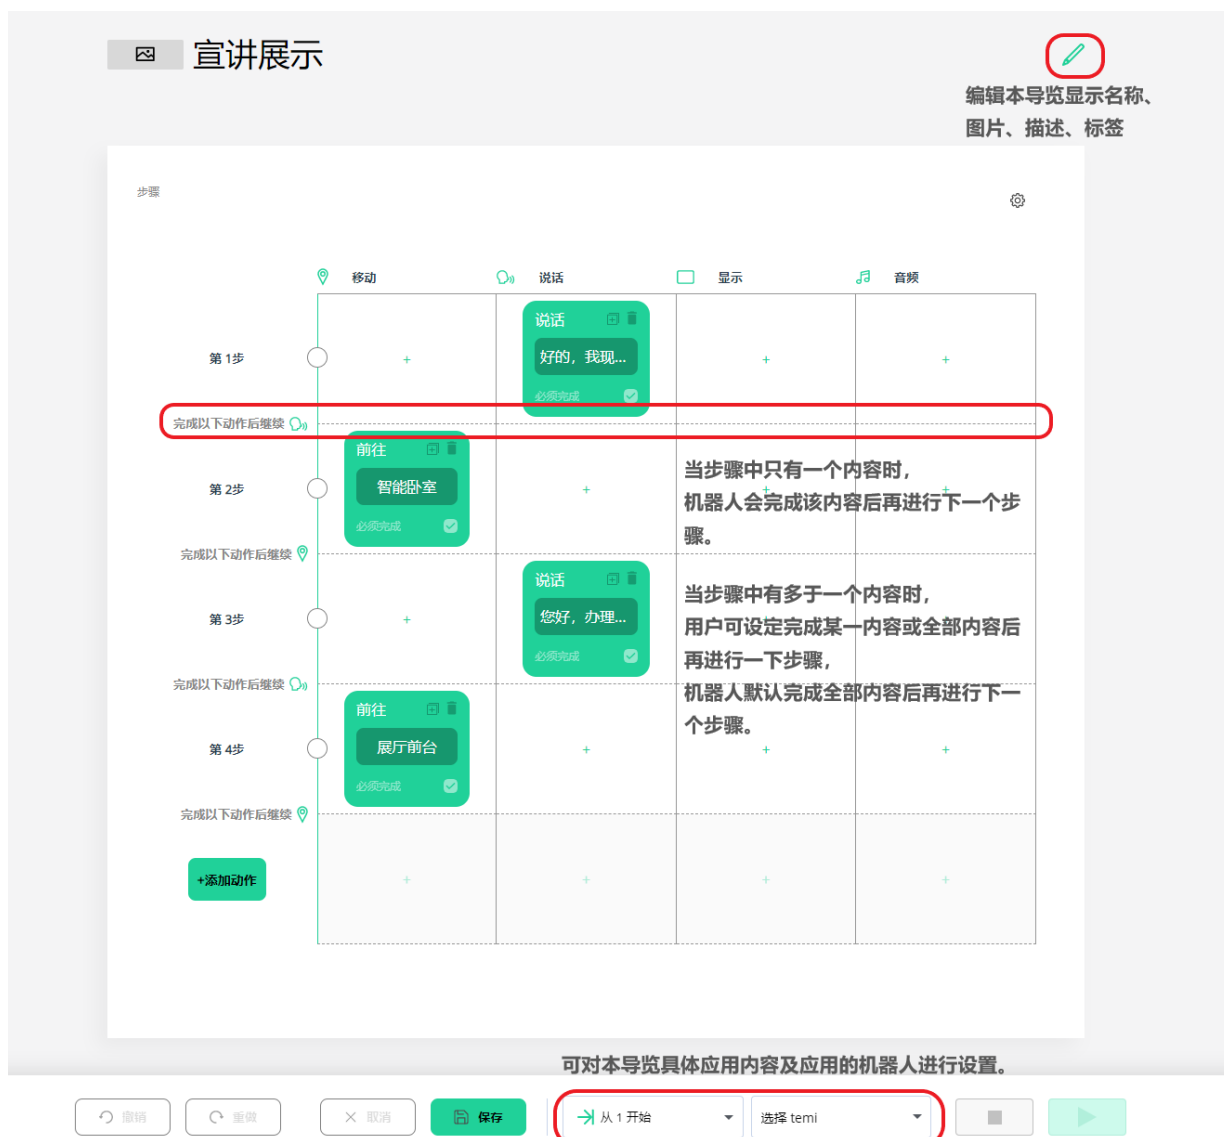 宣讲展示
编辑本导览显示名称、
图片、描述、标签
步骤
移动
说话
显示
音频
第 1步
说话
好的，我现...
必须完成
完成以下动作后继续
第 2步
前往
智能卧室
必须完成
当步骤中只有一个内容时，
机器人会完成该内容后再进行下一个步
骤。
完成以下动作后继续
第 3步
说话
您好，办理...
必须完成
当步骤中有多于一个内容时，
用户可设定完成某一内容或全部内容后
再进行一下步骤，
机器人默认完成全部内容后再进行下一
个步骤。
完成以下动作后继续
第 4步
前往
展厅前台
必须完成
完成以下动作后继续
+添加动作
可对本导览具体应用内容及应用的机器人进行设置。
撤销
重做
取消
保存
从 1 开始
选择 temi